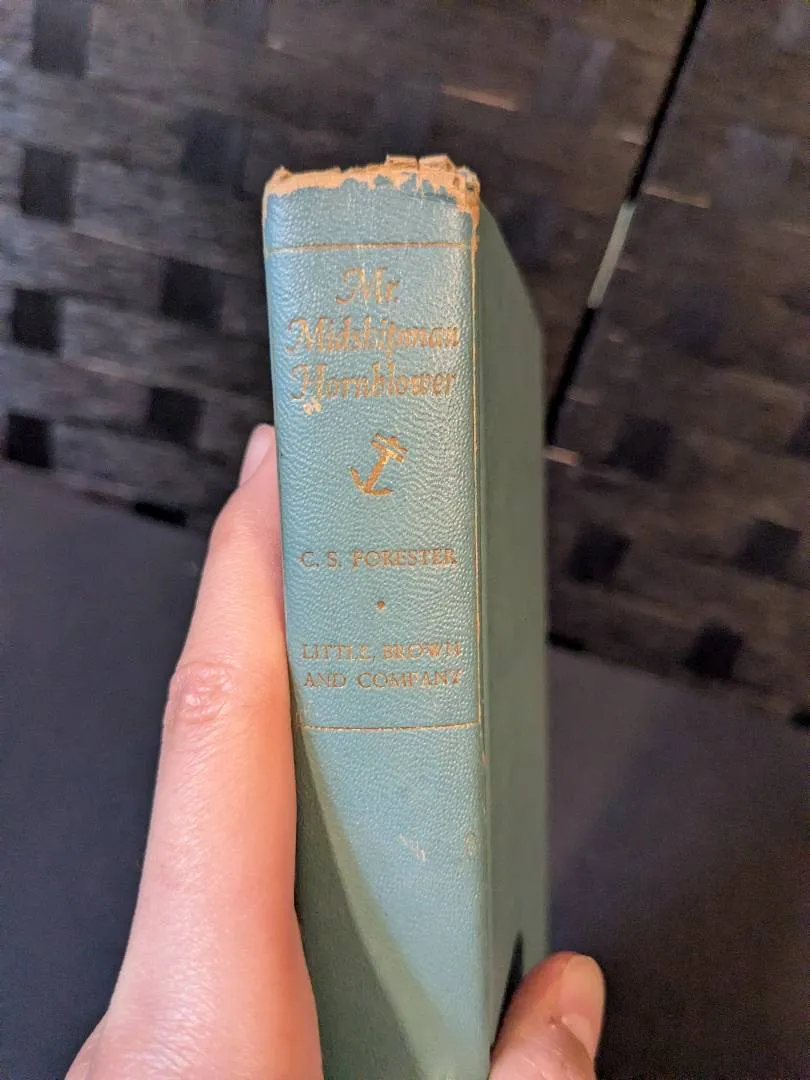 Mr.
Midshipman
Hornblower
C. S. FORESTER
LITTLE, BROWN
AND COMPANY